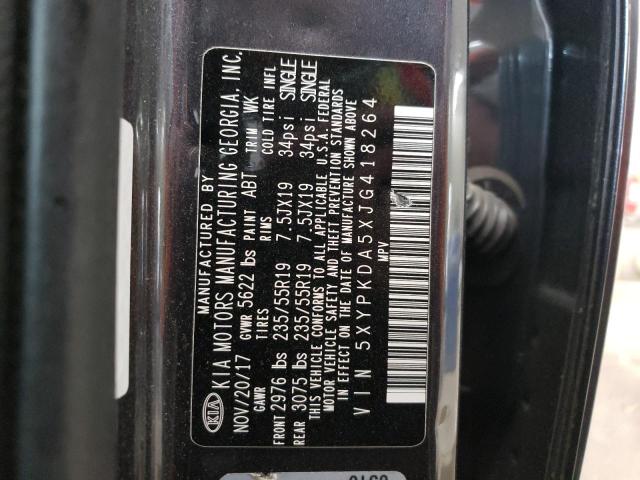 KIA
MANUFACTURED BY
KIA MOTORS MANUFACTURING GEORGIA, INC.
NOV/20/17 GVWR 5622 lbs PAINT ABT TRIM WK
GAWR TIRES RIMS COLD TIRE INFL
FRONT 2976 lbs 235/55R19 7.5JX19 34psi SINGLE
REAR 3075 lbs 235/55R19 7.5JX19 34psi SINGLE
THIS VEHICLE CONFORMS TO ALL APPLICABLE U.S.A. FEDERAL
MOTOR VEHICLE SAFETY AND THEFT PREVENTION STANDARDS
IN EFFECT ON THE DATE OF MANUFACTURE SHOWN ABOVE
VIN 5XYPKDA5XJG418264
MPV